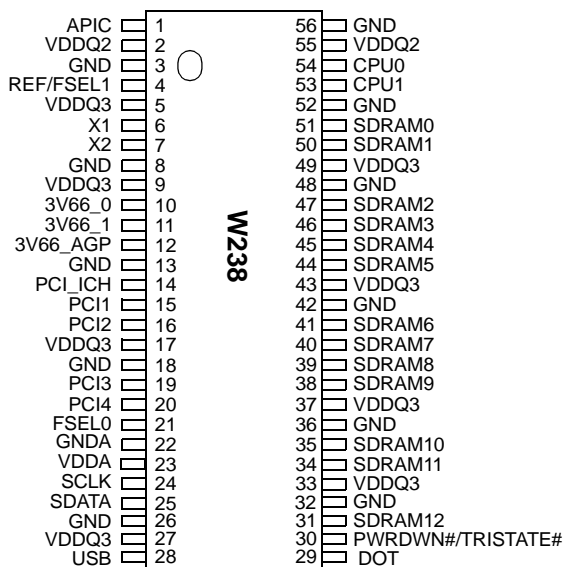 APIC 1 56 GND
VDDQ2 2 55 VDDQ2
GND 3 54 CPU0
REF/FSEL1 4 53 CPU1
VDDQ3 5 52 GND
X1 6 51 SDRAM0
X2 7 50 SDRAM1
GND 8 49 VDDQ3
VDDQ3 9 48 GND
3V66_0 10 47 SDRAM2
3V66_1 11 46 SDRAM3
3V66_AGP 12 45 SDRAM4
GND 13 44 SDRAM5
PCI_ICH 14 43 VDDQ3
PCI1 15 42 GND
PCI2 16 41 SDRAM6
VDDQ3 17 40 SDRAM7
GND 18 39 SDRAM8
PCI3 19 38 SDRAM9
PCI4 20 37 VDDQ3
FSEL0 21 36 GND
GNDA 22 35 SDRAM10
VDDA 23 34 SDRAM11
SCLK 24 33 VDDQ3
SDATA 25 32 GND
GND 26 31 SDRAM12
VDDQ3 27 30 PWRDWN#/TRISTATE#
USB 28 29 DOT
W238